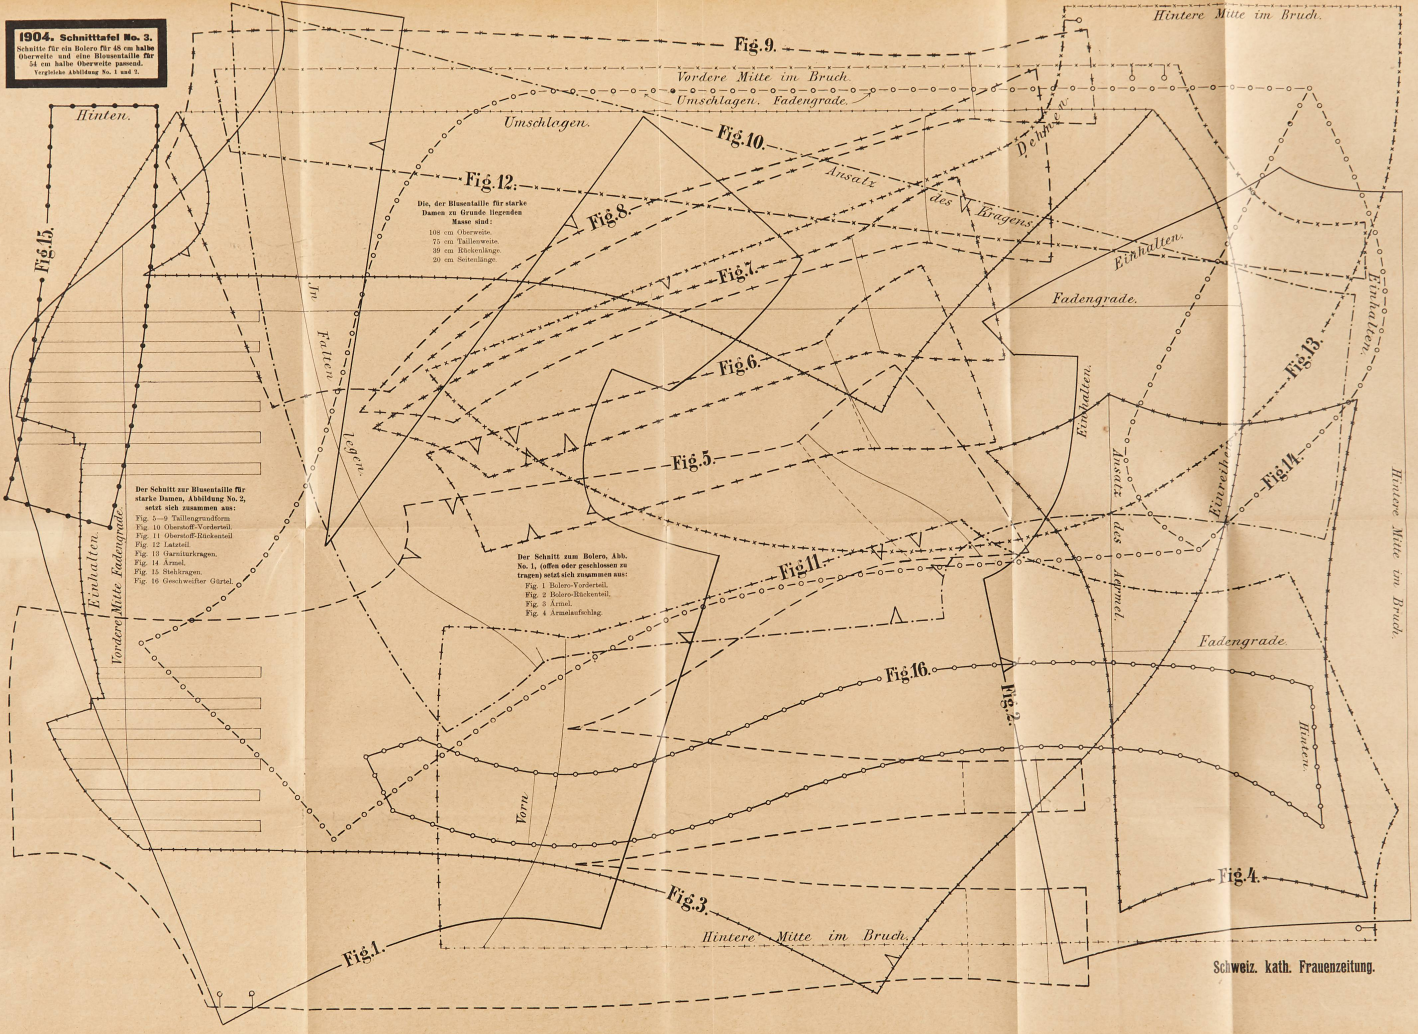 1904. Schnitttafel No. 3.
Schnitte für ein Bolero für 48 cm halbe
Oberweite und eine Blousentaille für
54 cm halbe Oberweite passend.
Vergleiche Abbildung No. 1 und 2.
Hintere Mitte im Bruch.
Fig.9.
Vordere Mitte im Bruch.
Umschlagen. Fadengrade.
Hinten.
Umschlagen.
Fig.10.
Dehnen
Ansatz
des Kragens
Fig.12.
Die, der Blusentaille für starke
Damen zu Grunde liegenden
Masse sind:
108 cm Oberweite.
75 cm Taillenweite.
39 cm Rückenlänge.
20 cm Seitenlänge.
Fig.8.
Fig.15.
Einhalten.
Fig.7.
Jn
Falten
legen.
Fadengrade.
Einhalten.
Fig.13.
Fig.6.
Einhalten.
Fig.5.
Fig.14.
Einreihen
Ansatz des Aermel.
Hintere Mitte im Bruch.
Der Schnitt zur Blusentaille für
starke Damen, Abbildung No. 2,
setzt sich zusammen aus:
Fig. 5—9 Taillengrundform
Fig. 10 Oberstoff-Vorderteil.
Fig. 11 Oberstoff-Rückenteil
Fig. 12 Latzteil.
Fig. 13 Garniturkragen.
Fig. 14 Ärmel.
Fig. 15 Stehkragen.
Fig. 16 Geschweifter Gürtel.
Einhalten.
Vordere Mitte Fadengrade.
Der Schnitt zum Bolero, Abb.
No. 1, (offen oder geschlossen zu
tragen) setzt sich zusammen aus:
Fig. 1 Bolero-Vorderteil.
Fig. 2 Bolero-Rückenteil.
Fig. 3 Ärmel.
Fig. 4 Ärmelaufschlag.
Fig.11.
Fadengrade.
Fig.16.
Fig.2.
Hinten.
Vorn
Fig.4.
Fig.3.
Hintere Mitte im Bruch.
Fig.1.
Schweiz. kath. Frauenzeitung.